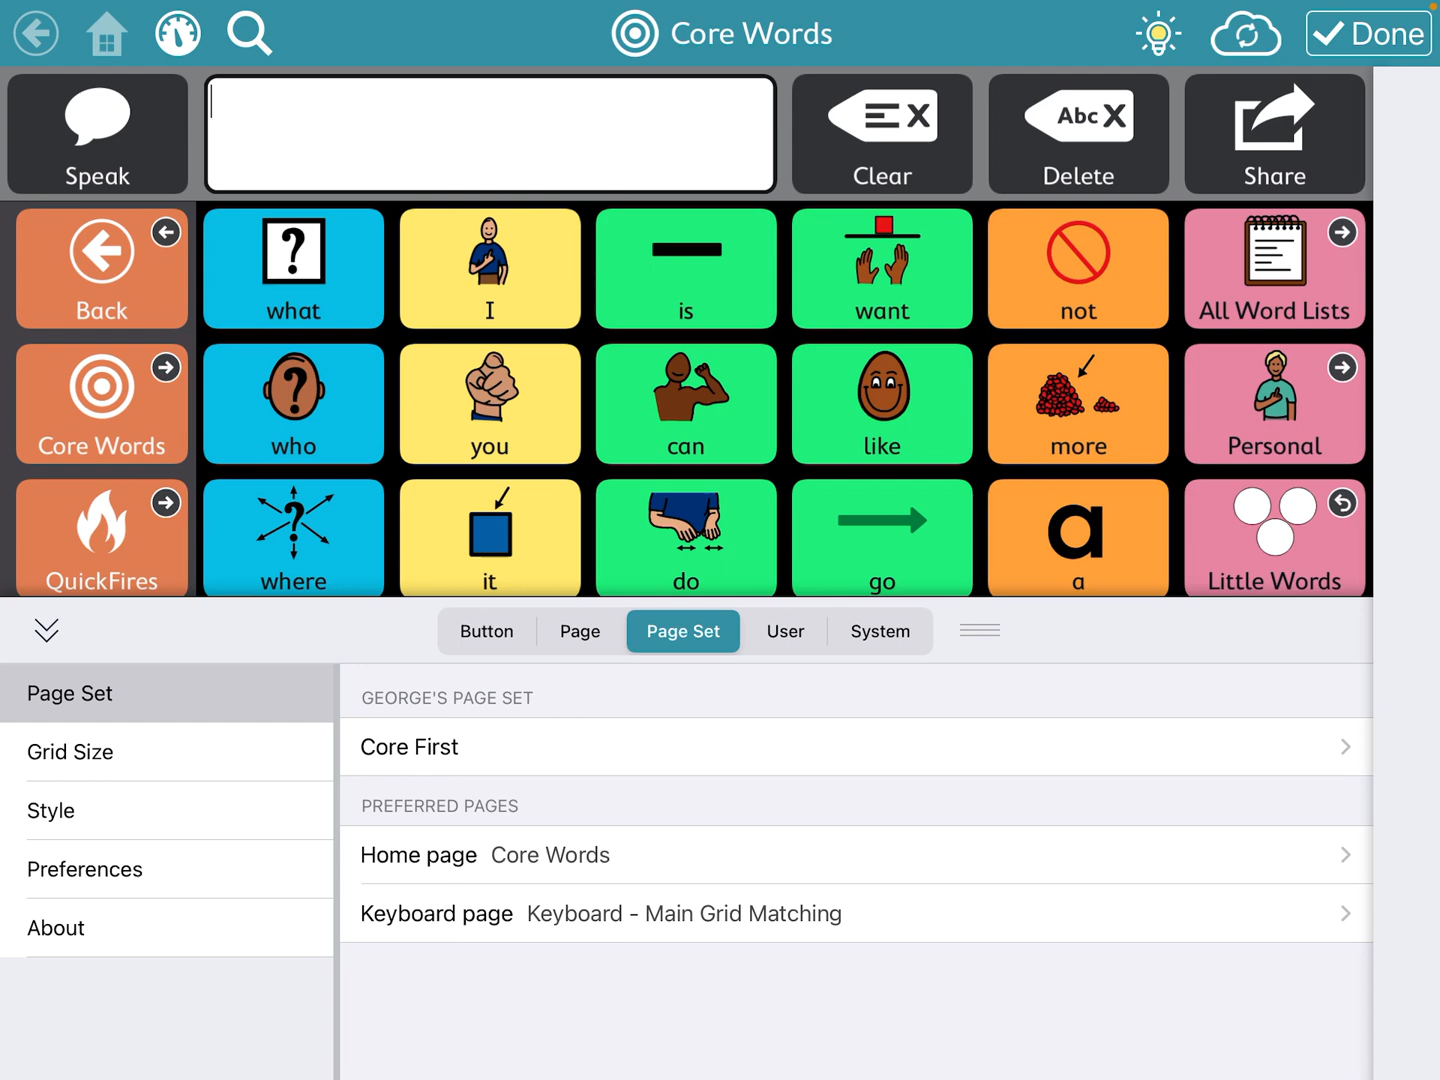 Core Words
Done
Speak
Clear
Abc X
Delete
Share
Back
?
what
I
is
want
not
All Word Lists
Core Words
?
who
you
can
like
more
Personal
QuickFires
?
where
it
do
go
a
a
Little Words
Button
Page
Page Set
User
System
Page Set
Grid Size
Style
Preferences
About
GEORGE'S PAGE SET
Core First
PREFERRED PAGES
Home page Core Words
Keyboard page Keyboard - Main Grid Matching